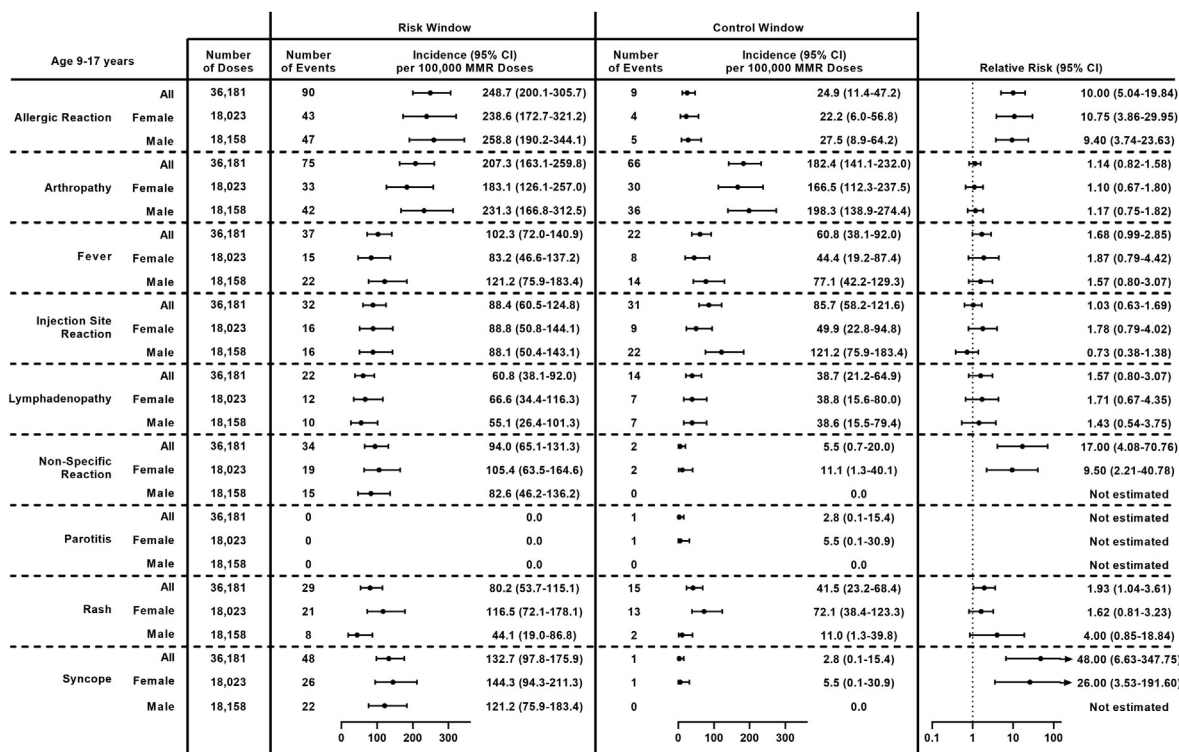 Risk Window Control Window
Age 9-17 years Number of Doses Number of Events Incidence (95% CI) per 100,000 MMR Doses Number of Events Incidence (95% CI) per 100,000 MMR Doses Relative Risk (95% CI)
All 36,181 90 248.7 (200.1-305.7) 9 24.9 (11.4-47.2) 10.00 (5.04-19.84)
Allergic Reaction Female 18,023 43 238.6 (172.7-321.2) 4 22.2 (6.0-56.8) 10.75 (3.86-29.95)
Male 18,158 47 258.8 (190.2-344.1) 5 27.5 (8.9-64.2) 9.40 (3.74-23.63)
All 36,181 75 207.3 (163.1-259.8) 66 182.4 (141.1-232.0) 1.14 (0.82-1.58)
Arthropathy Female 18,023 33 183.1 (126.1-257.0) 30 166.5 (112.3-237.5) 1.10 (0.67-1.80)
Male 18,158 42 231.3 (166.8-312.5) 36 198.3 (138.9-274.4) 1.17 (0.75-1.82)
All 36,181 37 102.3 (72.0-140.9) 22 60.8 (38.1-92.0) 1.68 (0.99-2.85)
Fever Female 18,023 15 83.2 (46.6-137.2) 8 44.4 (19.2-87.4) 1.87 (0.79-4.42)
Male 18,158 22 121.2 (75.9-183.4) 14 77.1 (42.2-129.3) 1.57 (0.80-3.07)
All 36,181 32 88.4 (60.5-124.8) 31 85.7 (58.2-121.6) 1.03 (0.63-1.69)
Injection Site Reaction Female 18,023 16 88.8 (50.8-144.1) 9 49.9 (22.8-94.8) 1.78 (0.79-4.02)
Male 18,158 16 88.1 (50.4-143.1) 22 121.2 (75.9-183.4) 0.73 (0.38-1.38)
All 36,181 22 60.8 (38.1-92.0) 14 38.7 (21.2-64.9) 1.57 (0.80-3.07)
Lymphadenopathy Female 18,023 12 66.6 (34.4-116.3) 7 38.8 (15.6-80.0) 1.71 (0.67-4.35)
Male 18,158 10 55.1 (26.4-101.3) 7 38.6 (15.5-79.4) 1.43 (0.54-3.75)
All 36,181 34 94.0 (65.1-131.3) 2 5.5 (0.7-20.0) 17.00 (4.08-70.76)
Non-Specific Reaction Female 18,023 19 105.4 (63.5-164.6) 2 11.1 (1.3-40.1) 9.50 (2.21-40.78)
Male 18,158 15 82.6 (46.2-136.2) 0 0.0 Not estimated
All 36,181 0 0.0 1 2.8 (0.1-15.4) Not estimated
Parotitis Female 18,023 0 0.0 1 5.5 (0.1-30.9) Not estimated
Male 18,158 0 0.0 0 0.0 Not estimated
All 36,181 29 80.2 (53.7-115.1) 15 41.5 (23.2-68.4) 1.93 (1.04-3.61)
Rash Female 18,023 21 116.5 (72.1-178.1) 13 72.1 (38.4-123.3) 1.62 (0.81-3.23)
Male 18,158 8 44.1 (19.0-86.8) 2 11.0 (1.3-39.8) 4.00 (0.85-18.84)
All 36,181 48 132.7 (97.8-175.9) 1 2.8 (0.1-15.4) 48.00 (6.63-347.75)
Syncope Female 18,023 26 144.3 (94.3-211.3) 1 5.5 (0.1-30.9) 26.00 (3.53-191.60)
Male 18,158 22 121.2 (75.9-183.4) 0 0.0 Not estimated
0 100 200 300 0 100 200 300 0.1 1 10 100